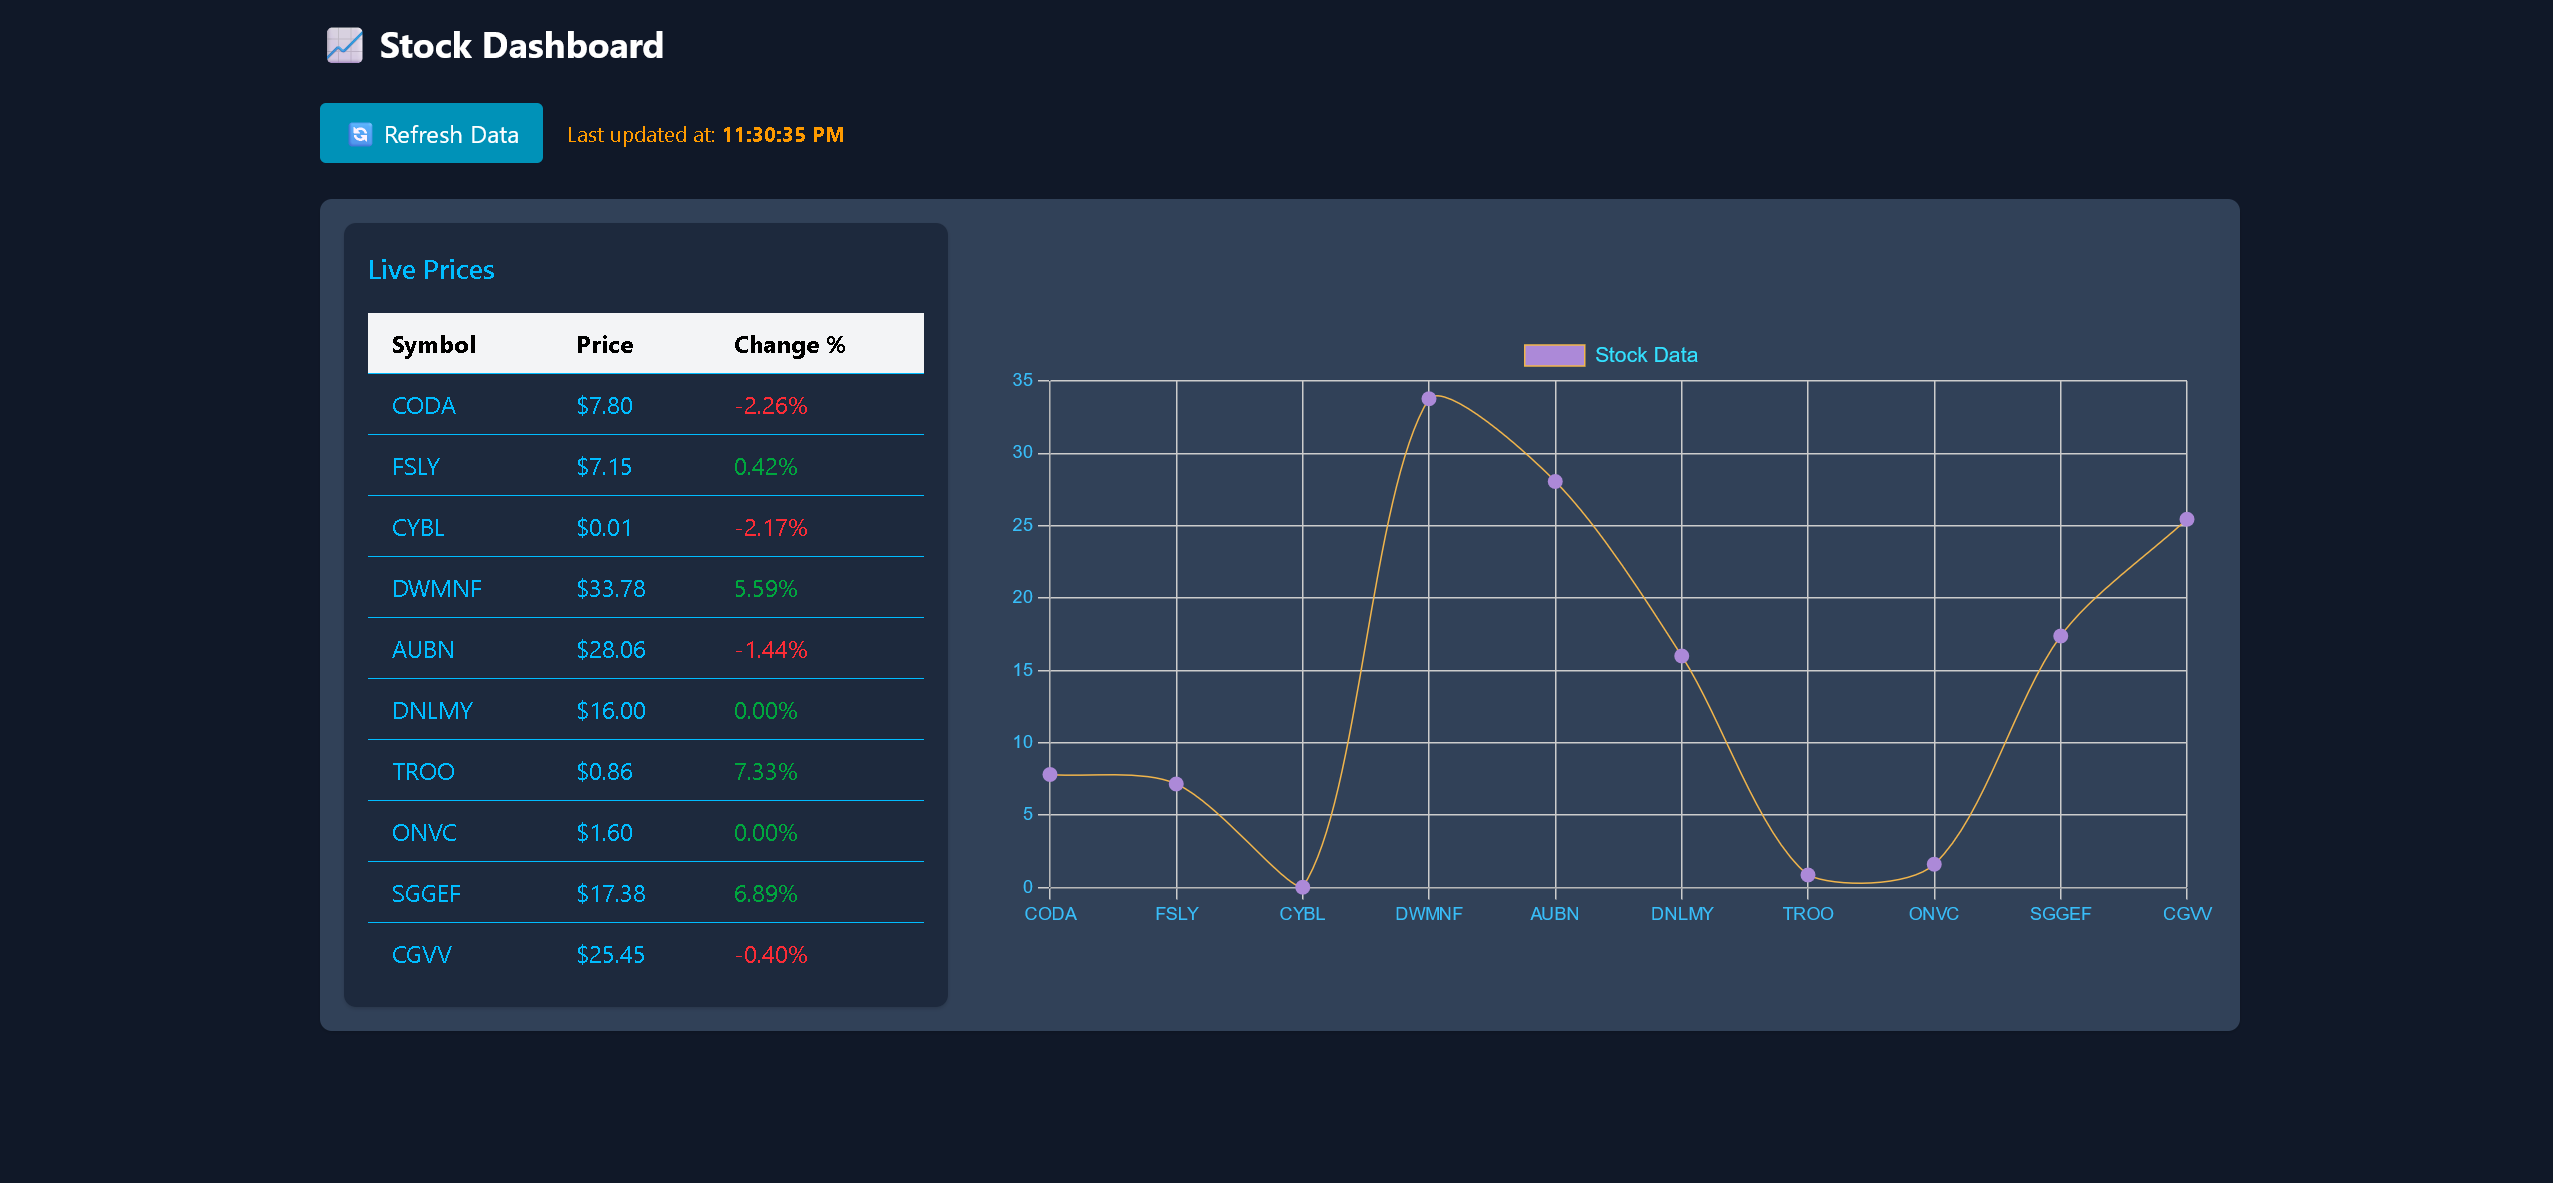 Stock Dashboard
Refresh Data
Last updated at: 11:30:35 PM
Live Prices
Symbol Price Change %
CODA $7.80 -2.26%
FSLY $7.15 0.42%
CYBL $0.01 -2.17%
DWMNF $33.78 5.59%
AUBN $28.06 -1.44%
DNLMY $16.00 0.00%
TROO $0.86 7.33%
ONVC $1.60 0.00%
SGGEF $17.38 6.89%
CGVV $25.45 -0.40%
Stock Data
35
30
25
20
15
10
5
0
CODA FSLY CYBL DWMNF AUBN DNLMY TROO ONVC SGGEF CGVV